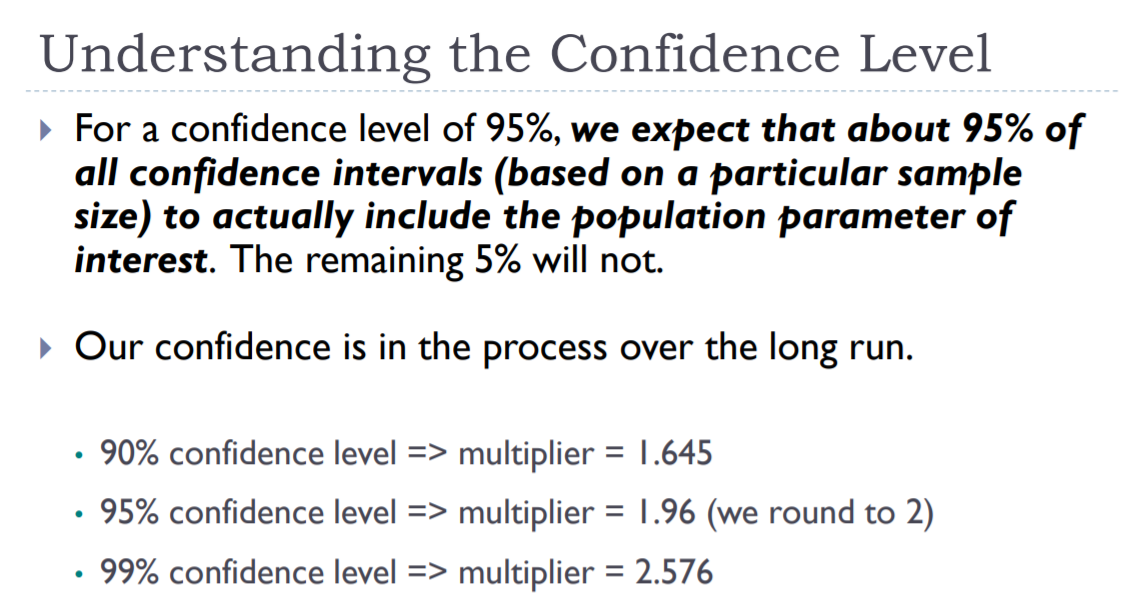 Understanding the Confidence Level
For a confidence level of 95%, we expect that about 95% of
all confidence intervals (based on a particular sample
size) to actually include the population parameter of
interest. The remaining 5% will not.
Our confidence is in the process over the long run.
• 90% confidence level => multiplier = 1.645
• 95% confidence level => multiplier = 1.96 (we round to 2)
• 99% confidence level => multiplier = 2.576